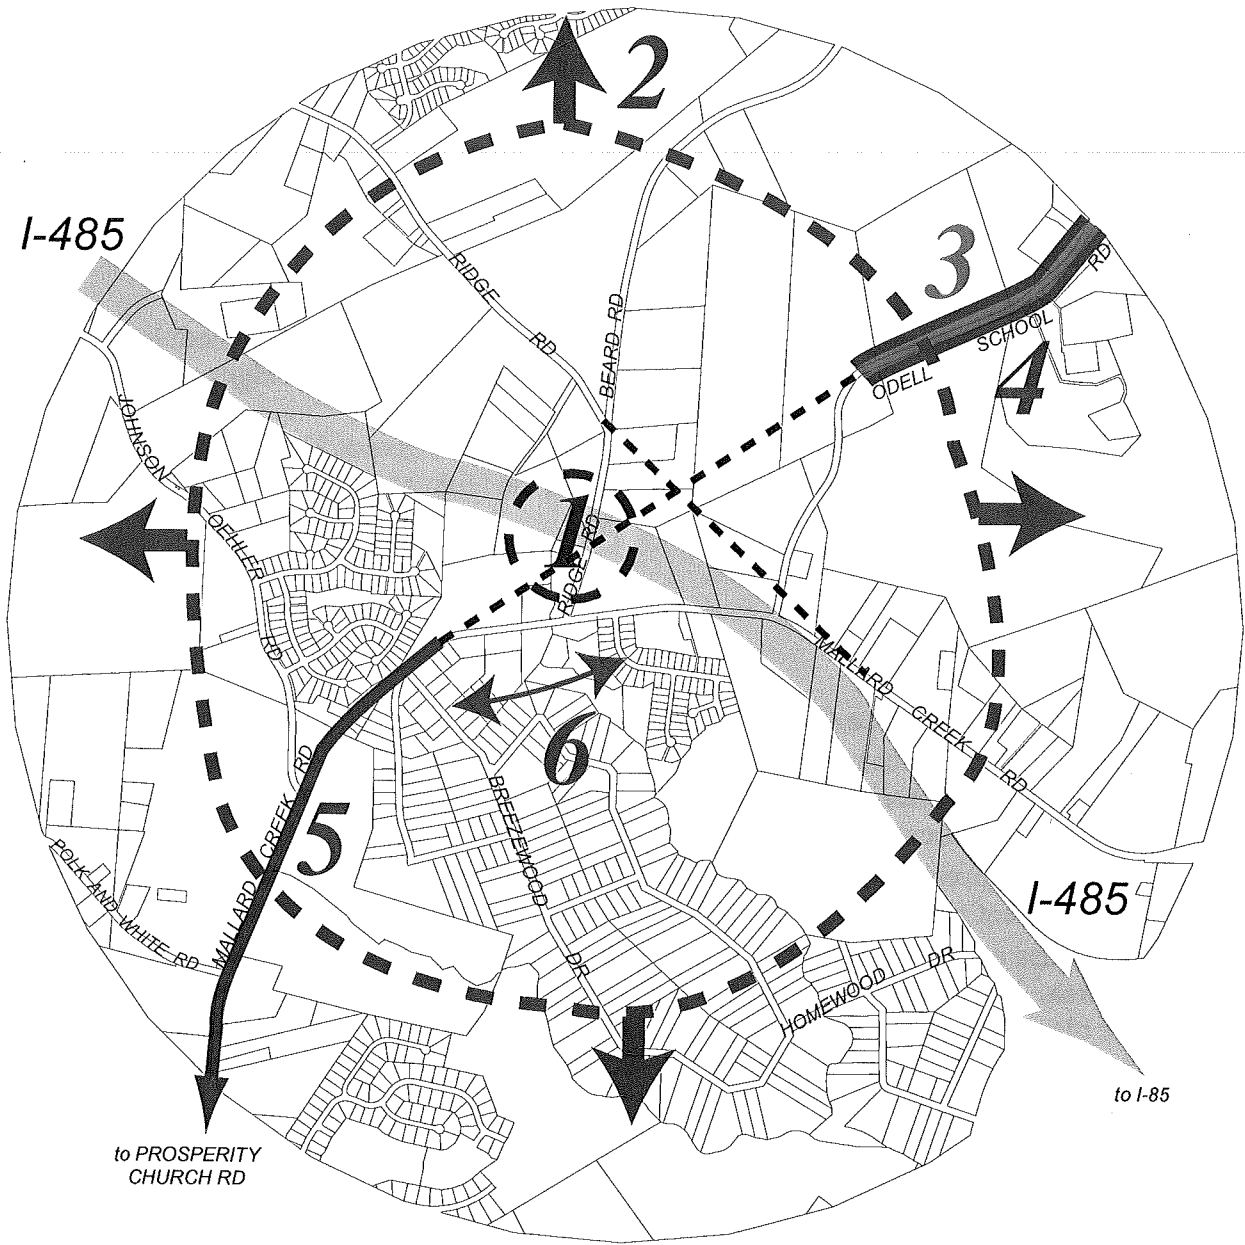 2
I-485
3
RIDGE
RD
BEARD RD
RD
SCHOOL
ODELL
4
JOHNSON
OEHLER
RD
1
RIDGE RD
MALLARD
CREEK
RD
6
5
MALLARD CREEK RD
BREEZEWOOD
DR
POLK AND WHITE RD
I-485
HOMEWOOD DR
to I-85
to PROSPERITY
CHURCH RD